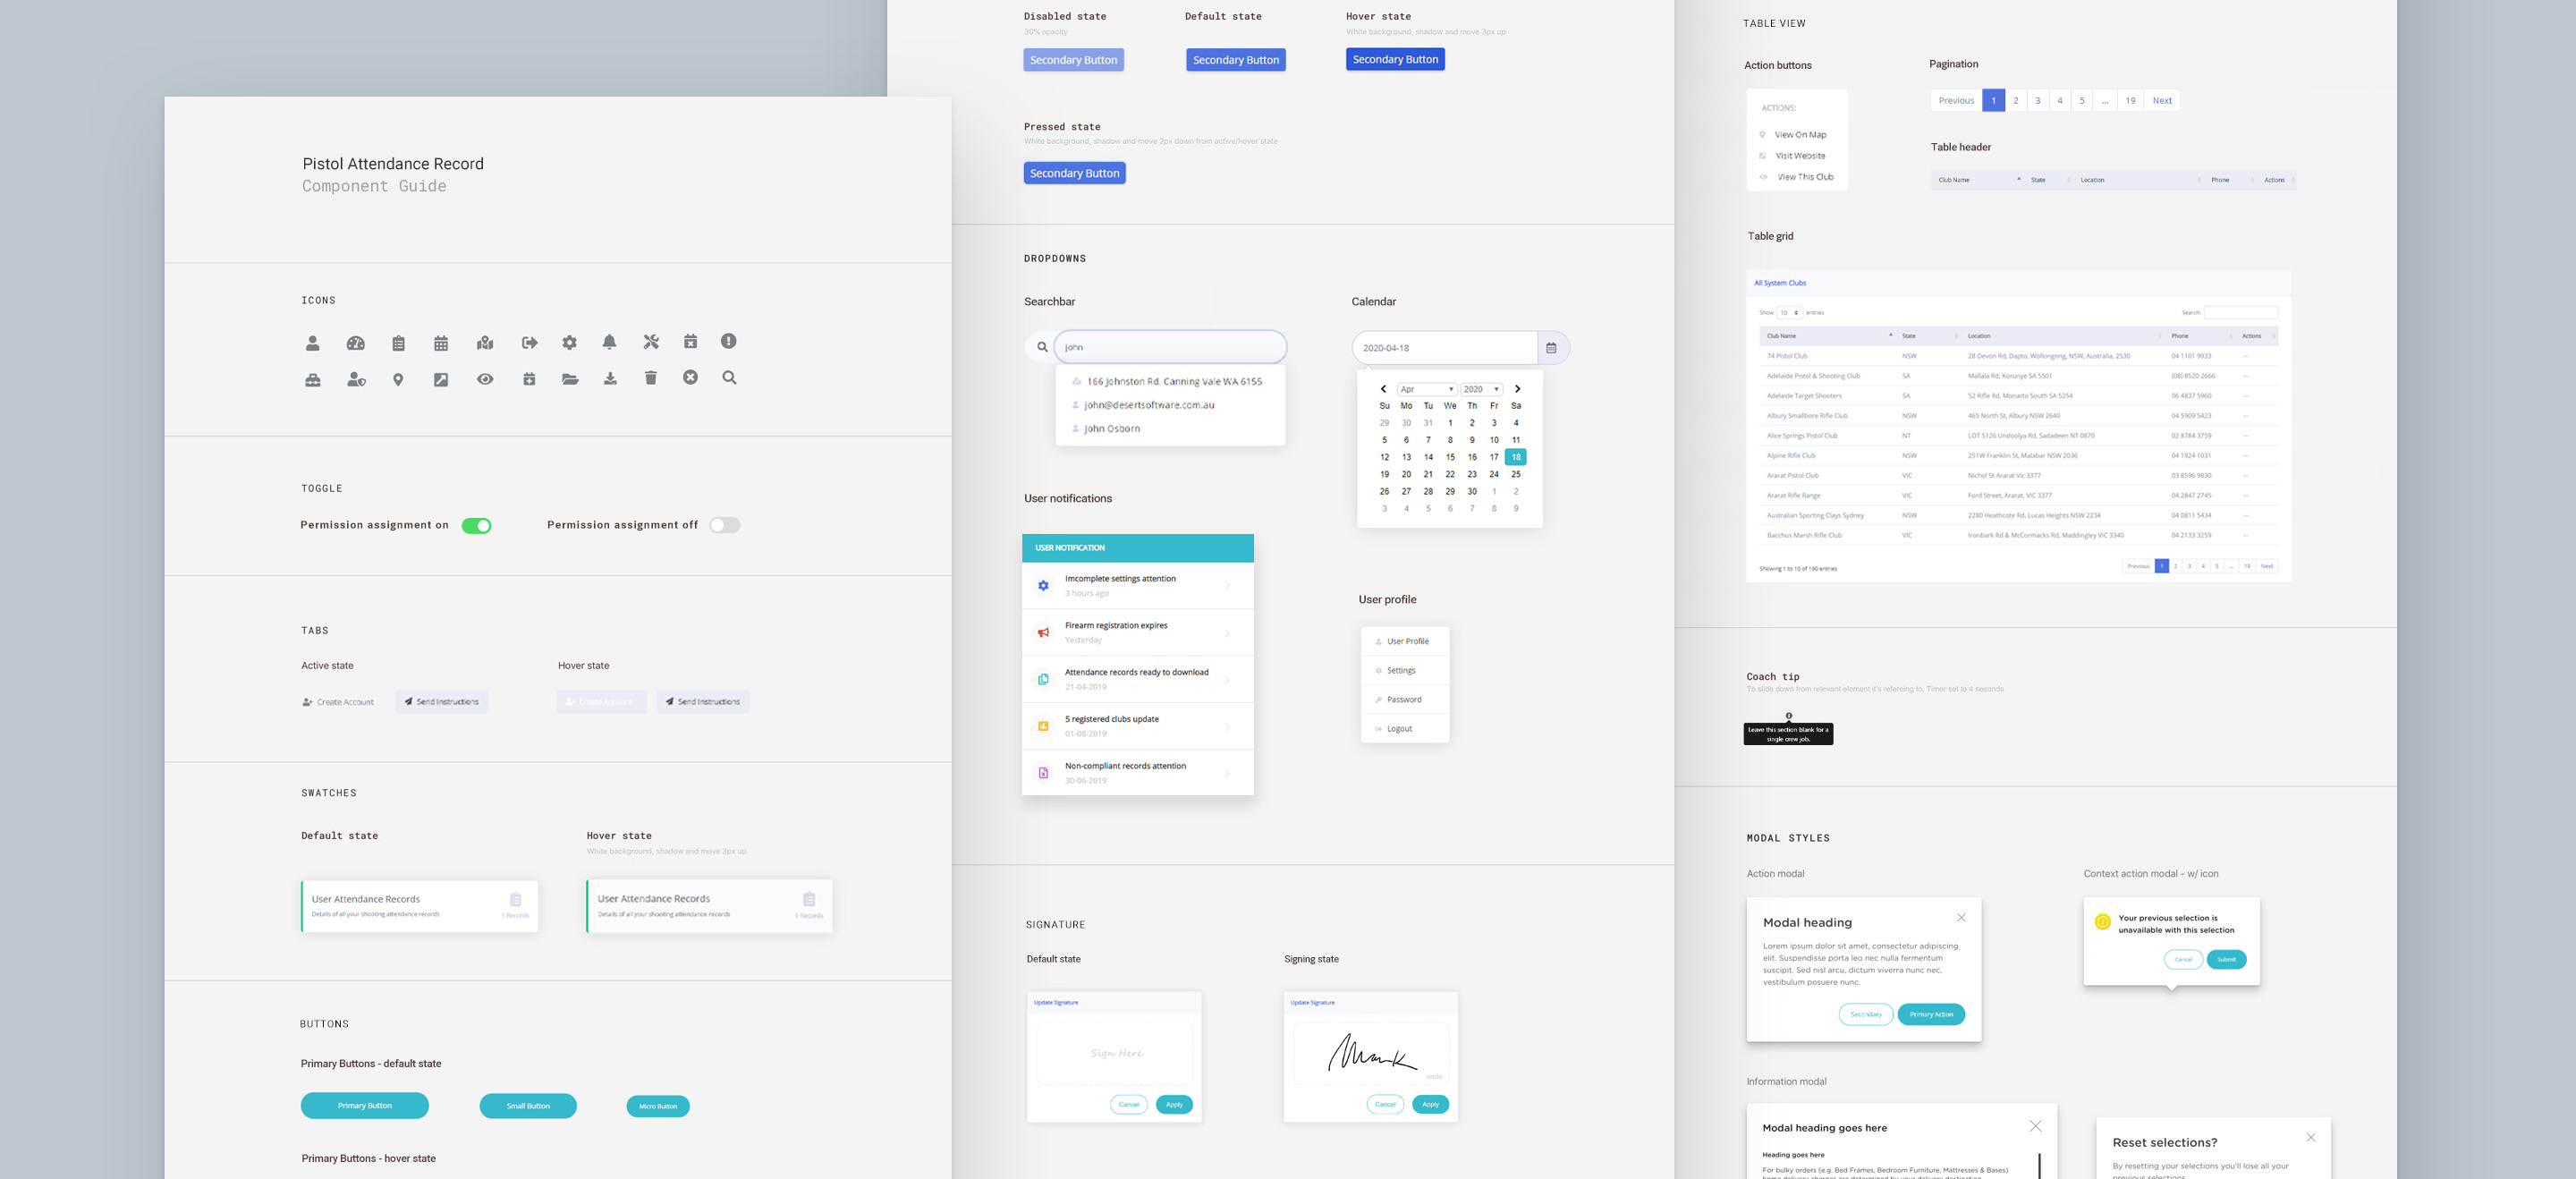 Pistol Attendance Record
Component Guide
ICONS
TOGGLE
Permission assignment on
Permission assignment off
TABS
Active state
Hover state
Create Account
Send Instructions
Create Account
Send Instructions
SWATCHES
Default state
Hover state
White background, shadow and move 3px up
User Attendance Records
Details of all your shooting attendance records
1 Records
User Attendance Records
Details of all your shooting attendance records
1 Records
BUTTONS
Primary Buttons - default state
Primary Button
Small Button
Micro Button
Primary Buttons - hover state
Disabled state
30% opacity
Secondary Button
Default state
Secondary Button
Hover state
White background, shadow and move 3px up
Secondary Button
Pressed state
White background, shadow and move 2px down from active/hover state
Secondary Button
DROPDOWNS
Searchbar
john
166 Johnston Rd. Canning Vale WA 6155
john@desertsoftware.com.au
John Osborn
Calendar
2020-04-18
Apr 2020
Su Mo Tu We Th Fr Sa
29 30 31 1 2 3 4
5 6 7 8 9 10 11
12 13 14 15 16 17 18
19 20 21 22 23 24 25
26 27 28 29 30 1 2
3 4 5 6 7 8 9
User notifications
USER NOTIFICATION
Imcomplete settings attention
3 hours ago
Firearm registration expires
Yesterday
Attendance records ready to download
21-04-2019
5 registered clubs update
01-08-2019
Non-compliant records attention
30-06-2019
User profile
User Profile
Settings
Password
Logout
SIGNATURE
Default state
Update Signature
Sign Here
Cancel
Apply
Signing state
Update Signature
Mark
undo
Cancel
Apply
TABLE VIEW
Action buttons
ACTIONS:
View On Map
Visit Website
View This Club
Pagination
Previous 1 2 3 4 5 ... 19 Next
Table header
Club Name State Location Phone Actions
Table grid
All System Clubs
Show 10 entries
Search:
Club Name State Location Phone Actions
74 Pistol Club NSW 28 Devon Rd, Dapto, Wollongong, NSW, Australia, 2530 04 1101 9933 ...
Adelaide Pistol & Shooting Club SA Mallala Rd, Korunye SA 5501 (08) 8520 2666 ...
Adelaide Target Shooters SA 52 Rifle Rd, Monarto South SA 5254 06 4837 5960 ...
Albury Smallbore Rifle Club NSW 465 North St, Albury NSW 2640 04 5909 5423 ...
Alice Springs Pistol Club NT LOT 5126 Undoolya Rd, Sadadeen NT 0870 02 8784 3759 ...
Alpine Rifle Club NSW 251W Franklin St, Malabar NSW 2036 04 1924 1031 ...
Ararat Pistol Club VIC Nichol St Ararat Vic 3377 03 8596 9830 ...
Ararat Rifle Range VIC Ford Street, Ararat, VIC 3377 04 2847 2745 ...
Australian Sporting Clays Sydney NSW 2280 Heathcote Rd, Lucas Heights NSW 2234 04 0811 5434 ...
Bacchus Marsh Rifle Club VIC Ironbark Rd & McCormacks Rd, Maddingley VIC 3340 04 2133 3259 ...
Showing 1 to 10 of 190 entries
Previous 1 2 3 4 5 ... 19 Next
Coach tip
To slide down from relevant element it's refereing to. Timer set to 4 seconds
Leave this section blank for a
single crew job.
MODAL STYLES
Action modal
Modal heading
Lorem ipsum dolor sit amet, consectetur adipiscing
elit. Suspendisse porta leo nec nulla fermentum
suscipit. Sed nisl arcu, dictum viverra nunc nec,
vestibulum posuere nunc.
Secondary
Primary Action
Context action modal - w/ icon
Your previous selection is
unavailable with this selection
Cancel
Submit
Information modal
Modal heading goes here
Heading goes here
For bulky orders (e.g. Bed Frames, Bedroom Furniture, Mattresses & Bases)
home delivery charges are determined by your delivery destination
Reset selections?
By resetting your selections you'll lose all your
previous selections